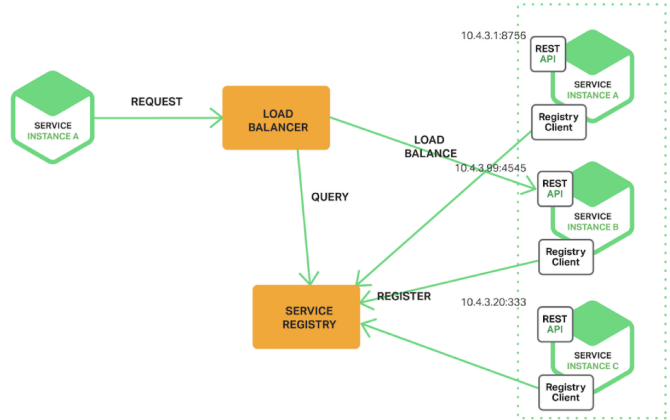 SERVICE
INSTANCE A
REQUEST
LOAD
BALANCER
QUERY
LOAD
BALANCE
SERVICE
REGISTRY
REGISTER
10.4.3.1:8756
REST
API
SERVICE
INSTANCE A
Registry
Client
10.4.3.99:4545
REST
API
SERVICE
INSTANCE B
Registry
Client
10.4.3.20:333
REST
API
SERVICE
INSTANCE C
Registry
Client